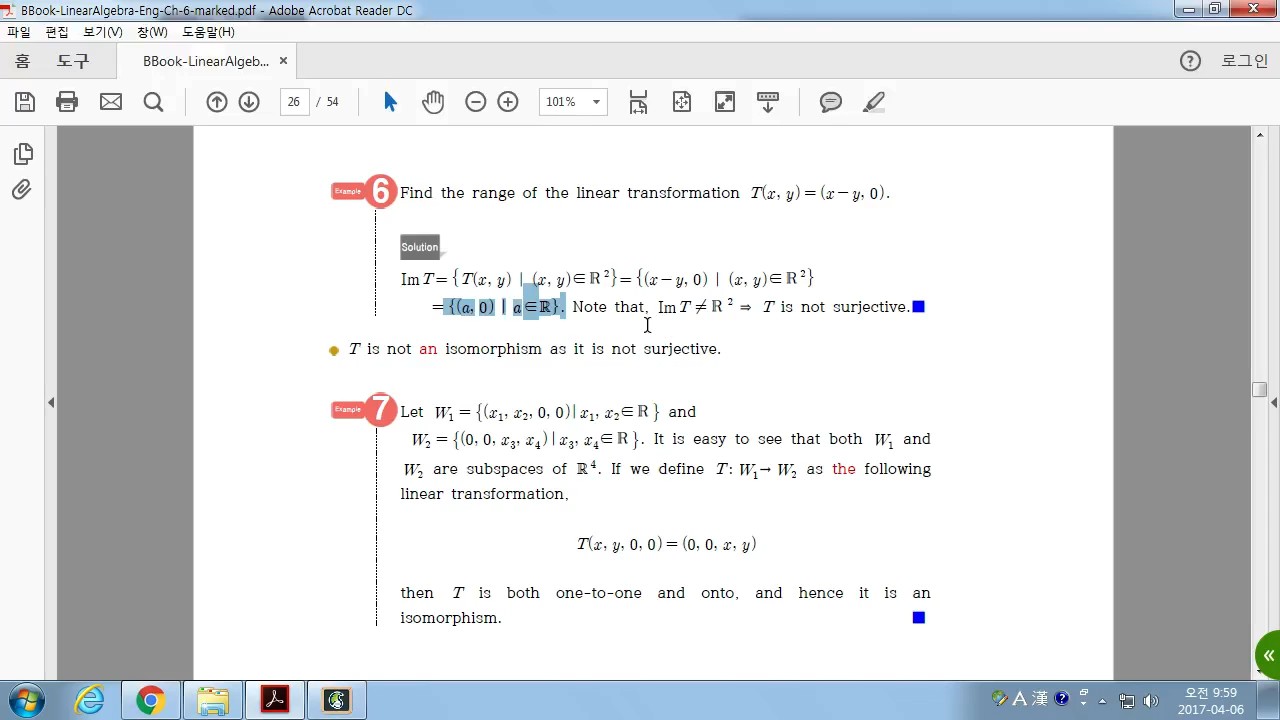 BBook-LinearAlgebra-Eng-Ch-6-marked.pdf - Adobe Acrobat Reader DC
파일 편집 보기(V) 창(W) 도움말(H)
홈 도구 BBook-LinearAlgeb... × ? 로그인
26 / 54 101%
Example 6 Find the range of the linear transformation T(x, y) = (x − y, 0).
Solution
Im T = {T(x, y) | (x, y)∈ℝ²} = {(x − y, 0) | (x, y)∈ℝ²}
= {(a, 0) | a∈ℝ}. Note that, Im T ≠ ℝ² ⇒ T is not surjective.■
● T is not an isomorphism as it is not surjective.
Example 7 Let W₁ = {(x₁, x₂, 0, 0)| x₁, x₂∈ℝ} and
W₂ = {(0, 0, x₃, x₄)| x₃, x₄∈ℝ}. It is easy to see that both W₁ and
W₂ are subspaces of ℝ⁴. If we define T: W₁→ W₂ as the following
linear transformation,
T(x, y, 0, 0) = (0, 0, x, y)
then T is both one-to-one and onto, and hence it is an
isomorphism. ■
«
A 漢 ? 오전 9:59
2017-04-06